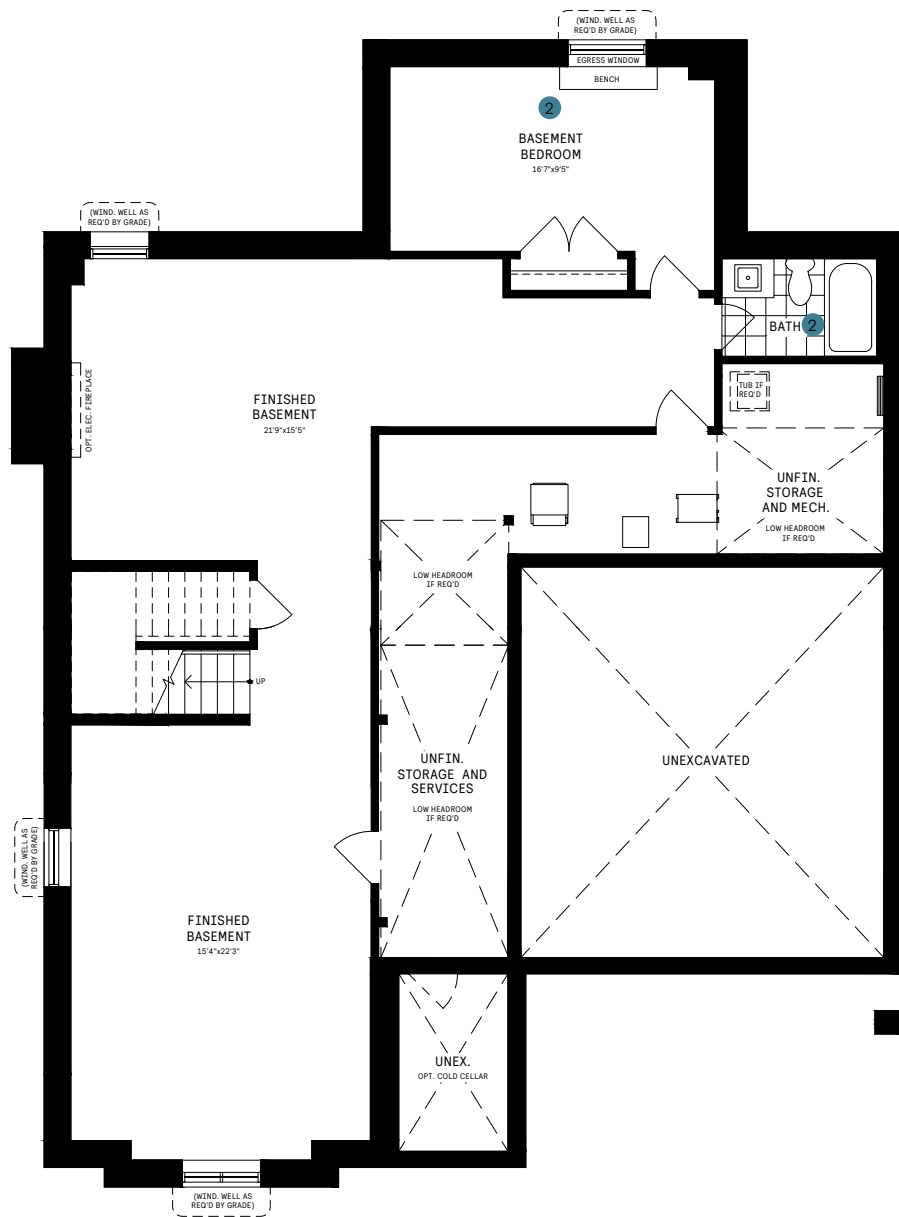 (WIND. WELL AS
REQ'D BY GRADE)
EGRESS WINDOW
BENCH
2
BASEMENT
BEDROOM
16'7"x9'5"
(WIND. WELL AS
REQ'D BY GRADE)
BATH 2
OPT. ELEC. FIREPLACE
FINISHED
BASEMENT
21'9"x15'5"
TUB IF
REQ'D
UNFIN.
STORAGE
AND MECH.
LOW HEADROOM
IF REQ'D
LOW HEADROOM
IF REQ'D
UP
UNFIN.
STORAGE AND
SERVICES
LOW HEADROOM
IF REQ'D
UNEXCAVATED
(WIND. WELL AS
REQ'D BY GRADE)
FINISHED
BASEMENT
15'4"x22'3"
UNEX.
OPT. COLD CELLAR
(WIND. WELL AS
REQ'D BY GRADE)